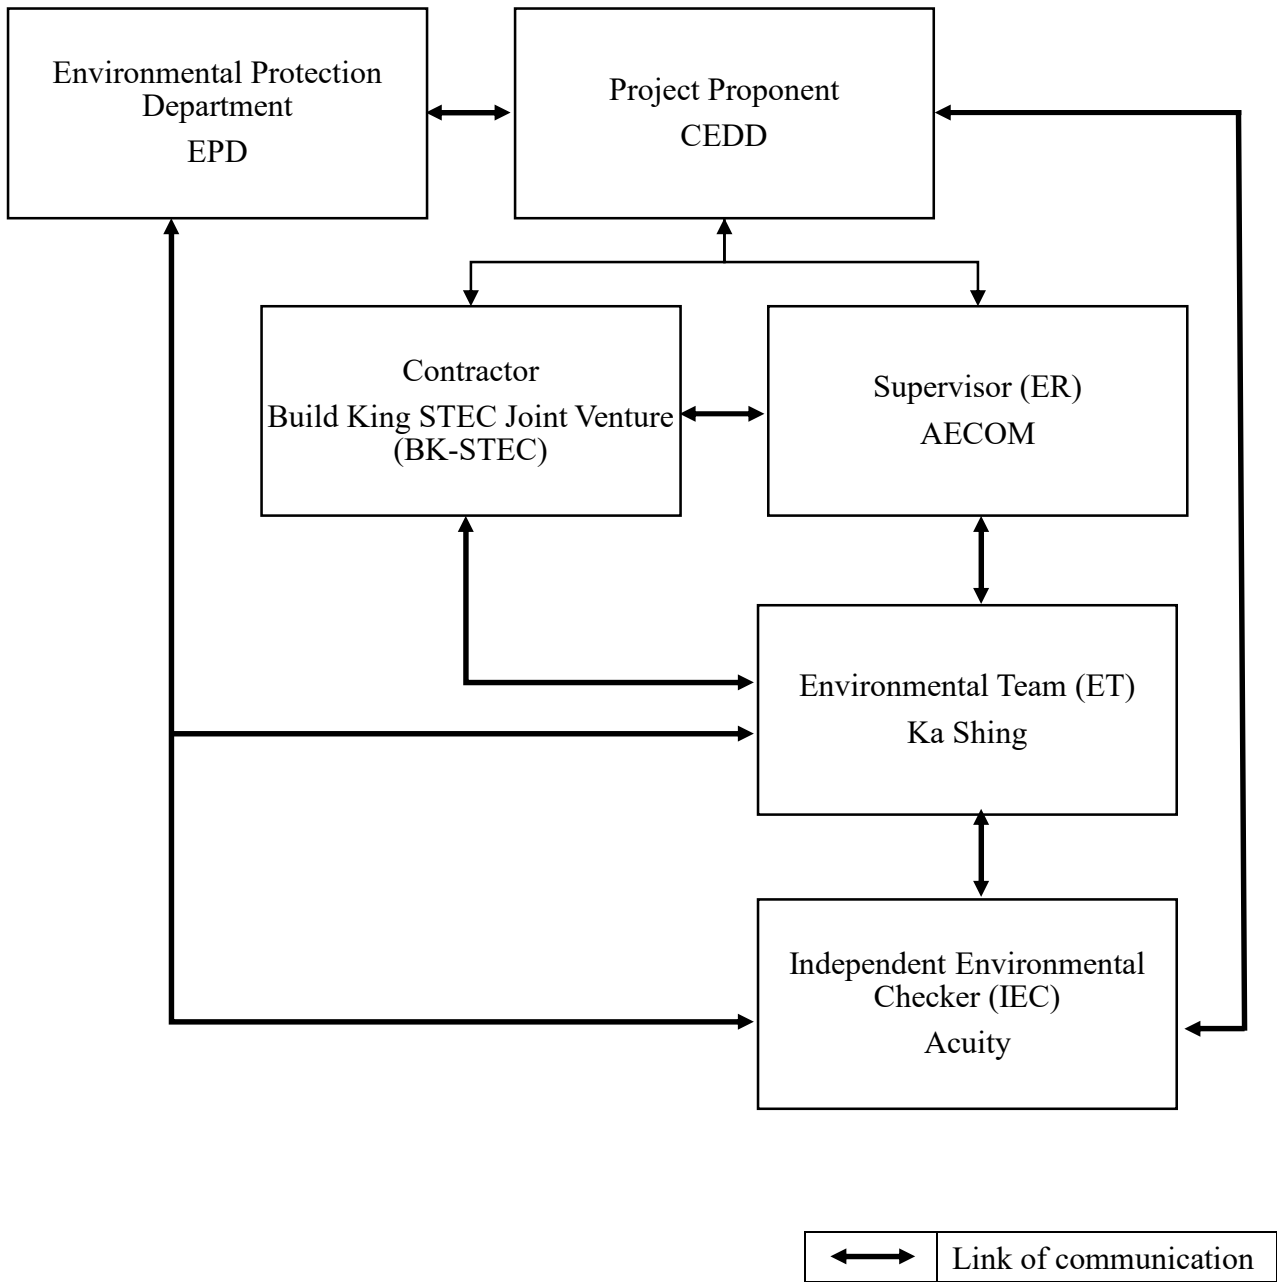 Environmental Protection
Department
EPD
Project Proponent
CEDD
Contractor
Build King STEC Joint Venture
(BK-STEC)
Supervisor (ER)
AECOM
Environmental Team (ET)
Ka Shing
Independent Environmental
Checker (IEC)
Acuity
Link of communication